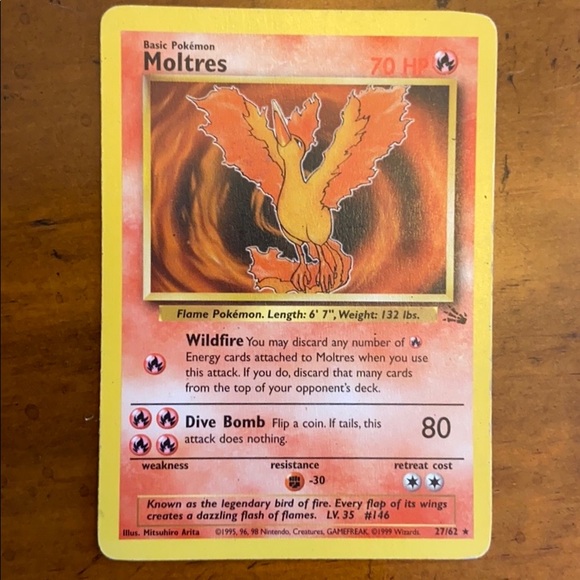 Basic Pokémon
Moltres 70 HP
Flame Pokémon. Length: 6' 7", Weight: 132 lbs.
Wildfire You may discard any number of
Energy cards attached to Moltres when you use
this attack. If you do, discard that many cards
from the top of your opponent's deck.
Dive Bomb Flip a coin. If tails, this
attack does nothing.
80
weakness resistance retreat cost
-30
Known as the legendary bird of fire. Every flap of its wings
creates a dazzling flash of flames. LV. 35 #146
Illus. Mitsuhiro Arita ©1995, 96, 98 Nintendo, Creatures, GAMEFREAK. ©1999 Wizards. 27/62 ★